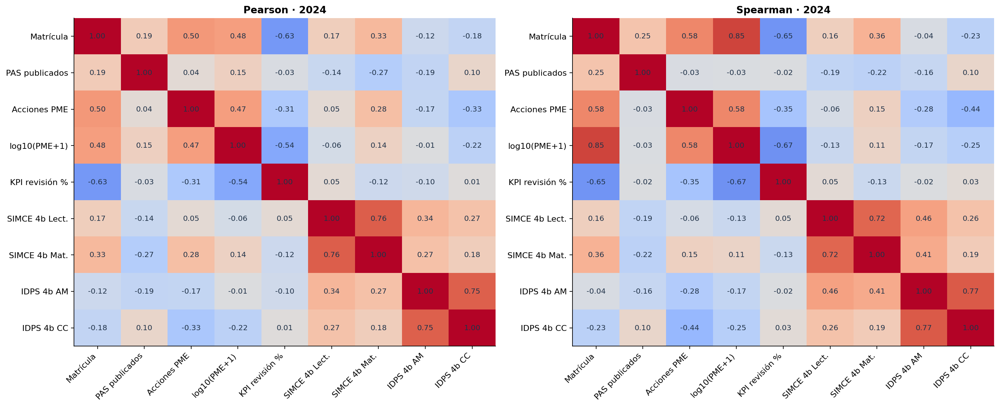 Pearson · 2024
Matrícula 1.00 0.19 0.50 0.48 -0.63 0.17 0.33 -0.12 -0.18
PAS publicados 0.19 1.00 0.04 0.15 -0.03 -0.14 -0.27 -0.19 0.10
Acciones PME 0.50 0.04 1.00 0.47 -0.31 0.05 0.28 -0.17 -0.33
log10(PME+1) 0.48 0.15 0.47 1.00 -0.54 -0.06 0.14 -0.01 -0.22
KPI revisión % -0.63 -0.03 -0.31 -0.54 1.00 0.05 -0.12 -0.10 0.01
SIMCE 4b Lect. 0.17 -0.14 0.05 -0.06 0.05 1.00 0.76 0.34 0.27
SIMCE 4b Mat. 0.33 -0.27 0.28 0.14 -0.12 0.76 1.00 0.27 0.18
IDPS 4b AM -0.12 -0.19 -0.17 -0.01 -0.10 0.34 0.27 1.00 0.75
IDPS 4b CC -0.18 0.10 -0.33 -0.22 0.01 0.27 0.18 0.75 1.00
Matrícula PAS publicados Acciones PME log10(PME+1) KPI revisión % SIMCE 4b Lect. SIMCE 4b Mat. IDPS 4b AM IDPS 4b CC
Spearman · 2024
Matrícula 1.00 0.25 0.58 0.85 -0.65 0.16 0.36 -0.04 -0.23
PAS publicados 0.25 1.00 -0.03 -0.03 -0.02 -0.19 -0.22 -0.16 0.10
Acciones PME 0.58 -0.03 1.00 0.58 -0.35 -0.06 0.15 -0.28 -0.44
log10(PME+1) 0.85 -0.03 0.58 1.00 -0.67 -0.13 0.11 -0.17 -0.25
KPI revisión % -0.65 -0.02 -0.35 -0.67 1.00 0.05 -0.13 -0.02 0.03
SIMCE 4b Lect. 0.16 -0.19 -0.06 -0.13 0.05 1.00 0.72 0.46 0.26
SIMCE 4b Mat. 0.36 -0.22 0.15 0.11 -0.13 0.72 1.00 0.41 0.19
IDPS 4b AM -0.04 -0.16 -0.28 -0.17 -0.02 0.46 0.41 1.00 0.77
IDPS 4b CC -0.23 0.10 -0.44 -0.25 0.03 0.26 0.19 0.77 1.00
Matrícula PAS publicados Acciones PME log10(PME+1) KPI revisión % SIMCE 4b Lect. SIMCE 4b Mat. IDPS 4b AM IDPS 4b CC